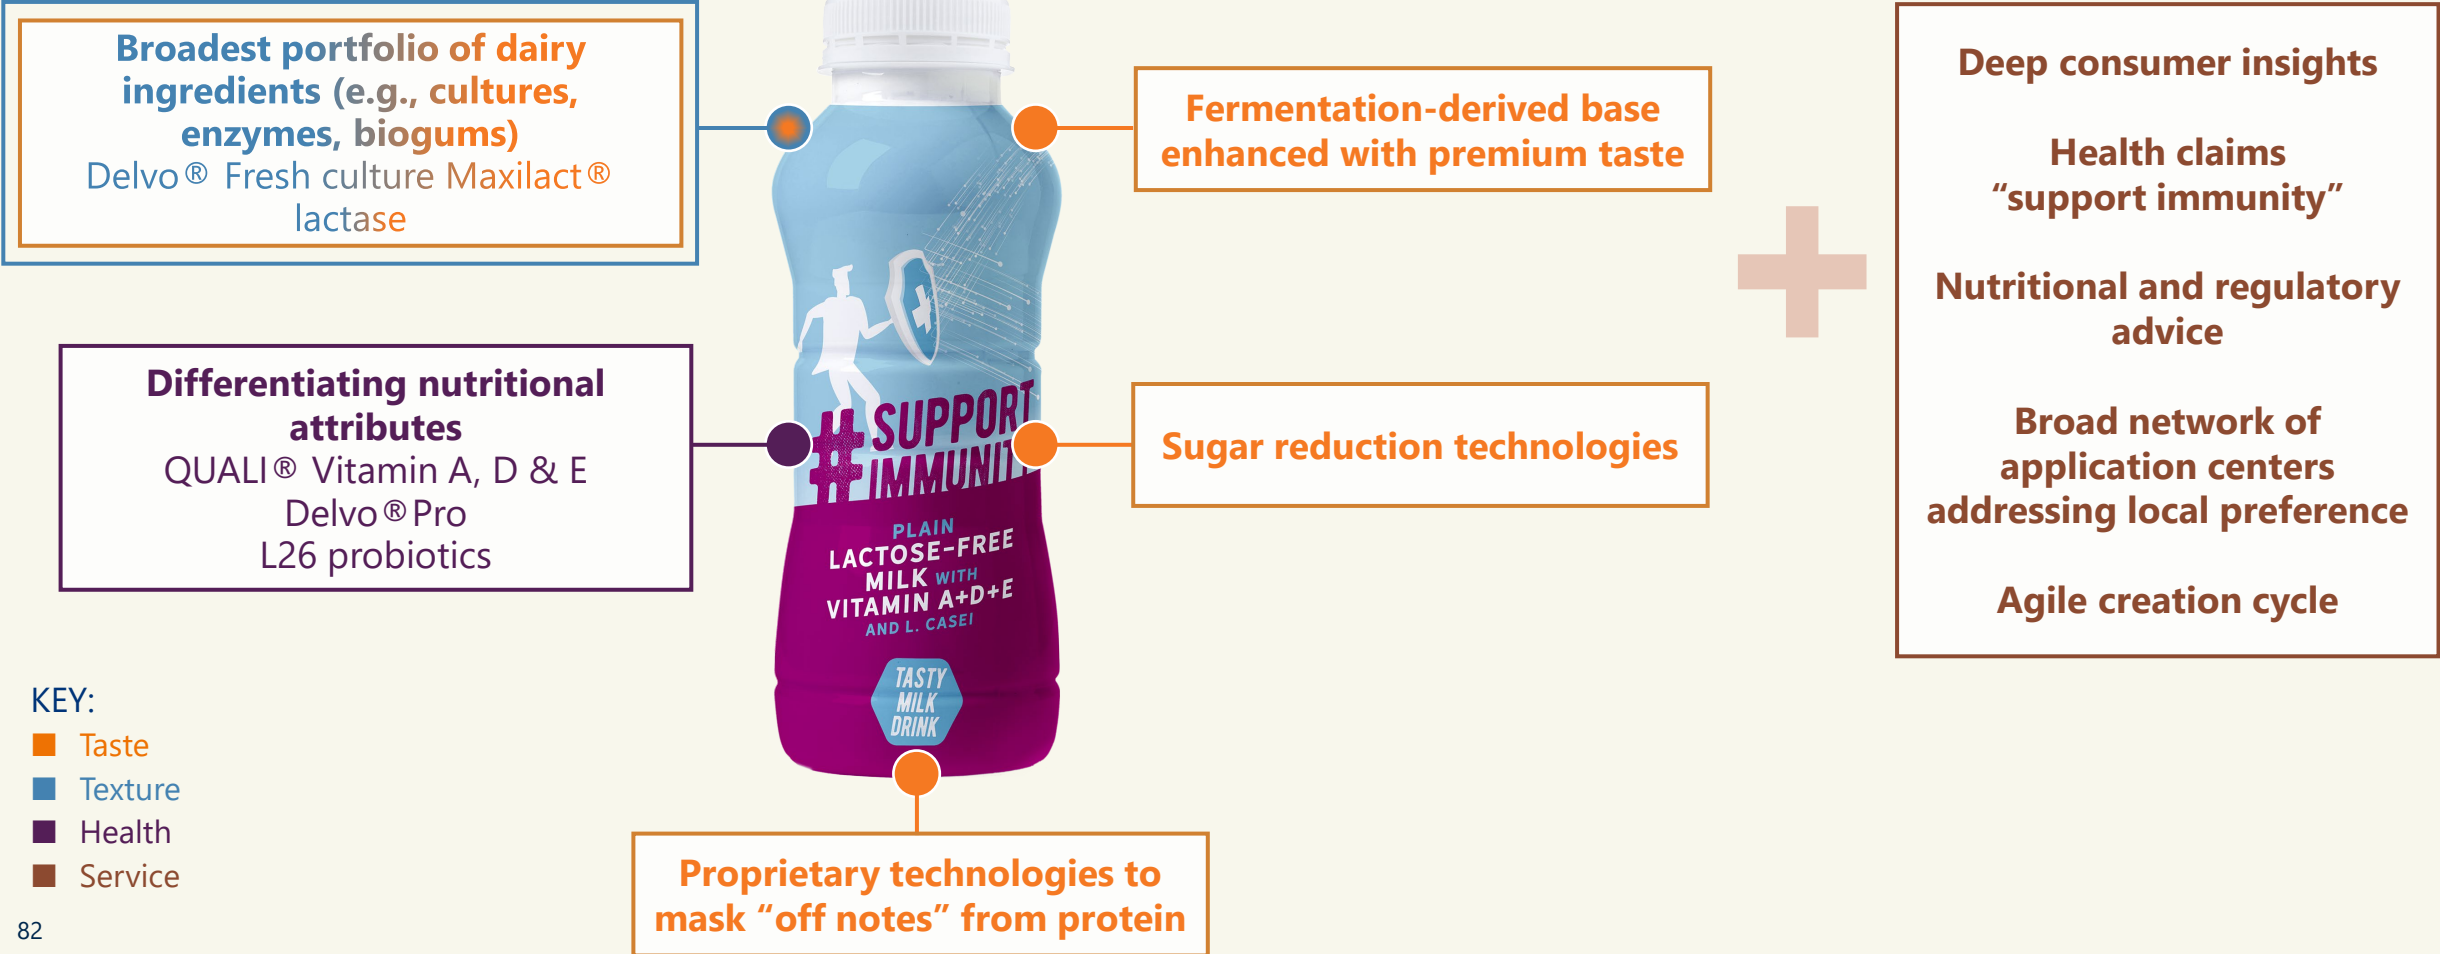 Broadest portfolio of dairy
ingredients (e.g., cultures,
enzymes, biogums)
Delvo® Fresh culture Maxilact®
lactase
Differentiating nutritional
attributes
QUALI® Vitamin A, D & E
Delvo®Pro
L26 probiotics
KEY:
Taste
Texture
Health
Service
82
#SUPPORT
IMMUNITY
PLAIN
LACTOSE-FREE
MILK WITH
VITAMIN A+D+E
AND L. CASEI
TASTY
MILK
DRINK
Fermentation-derived base
enhanced with premium taste
Sugar reduction technologies
Proprietary technologies to
mask “off notes” from protein
Deep consumer insights
Health claims
“support immunity”
Nutritional and regulatory
advice
Broad network of
application centers
addressing local preference
Agile creation cycle